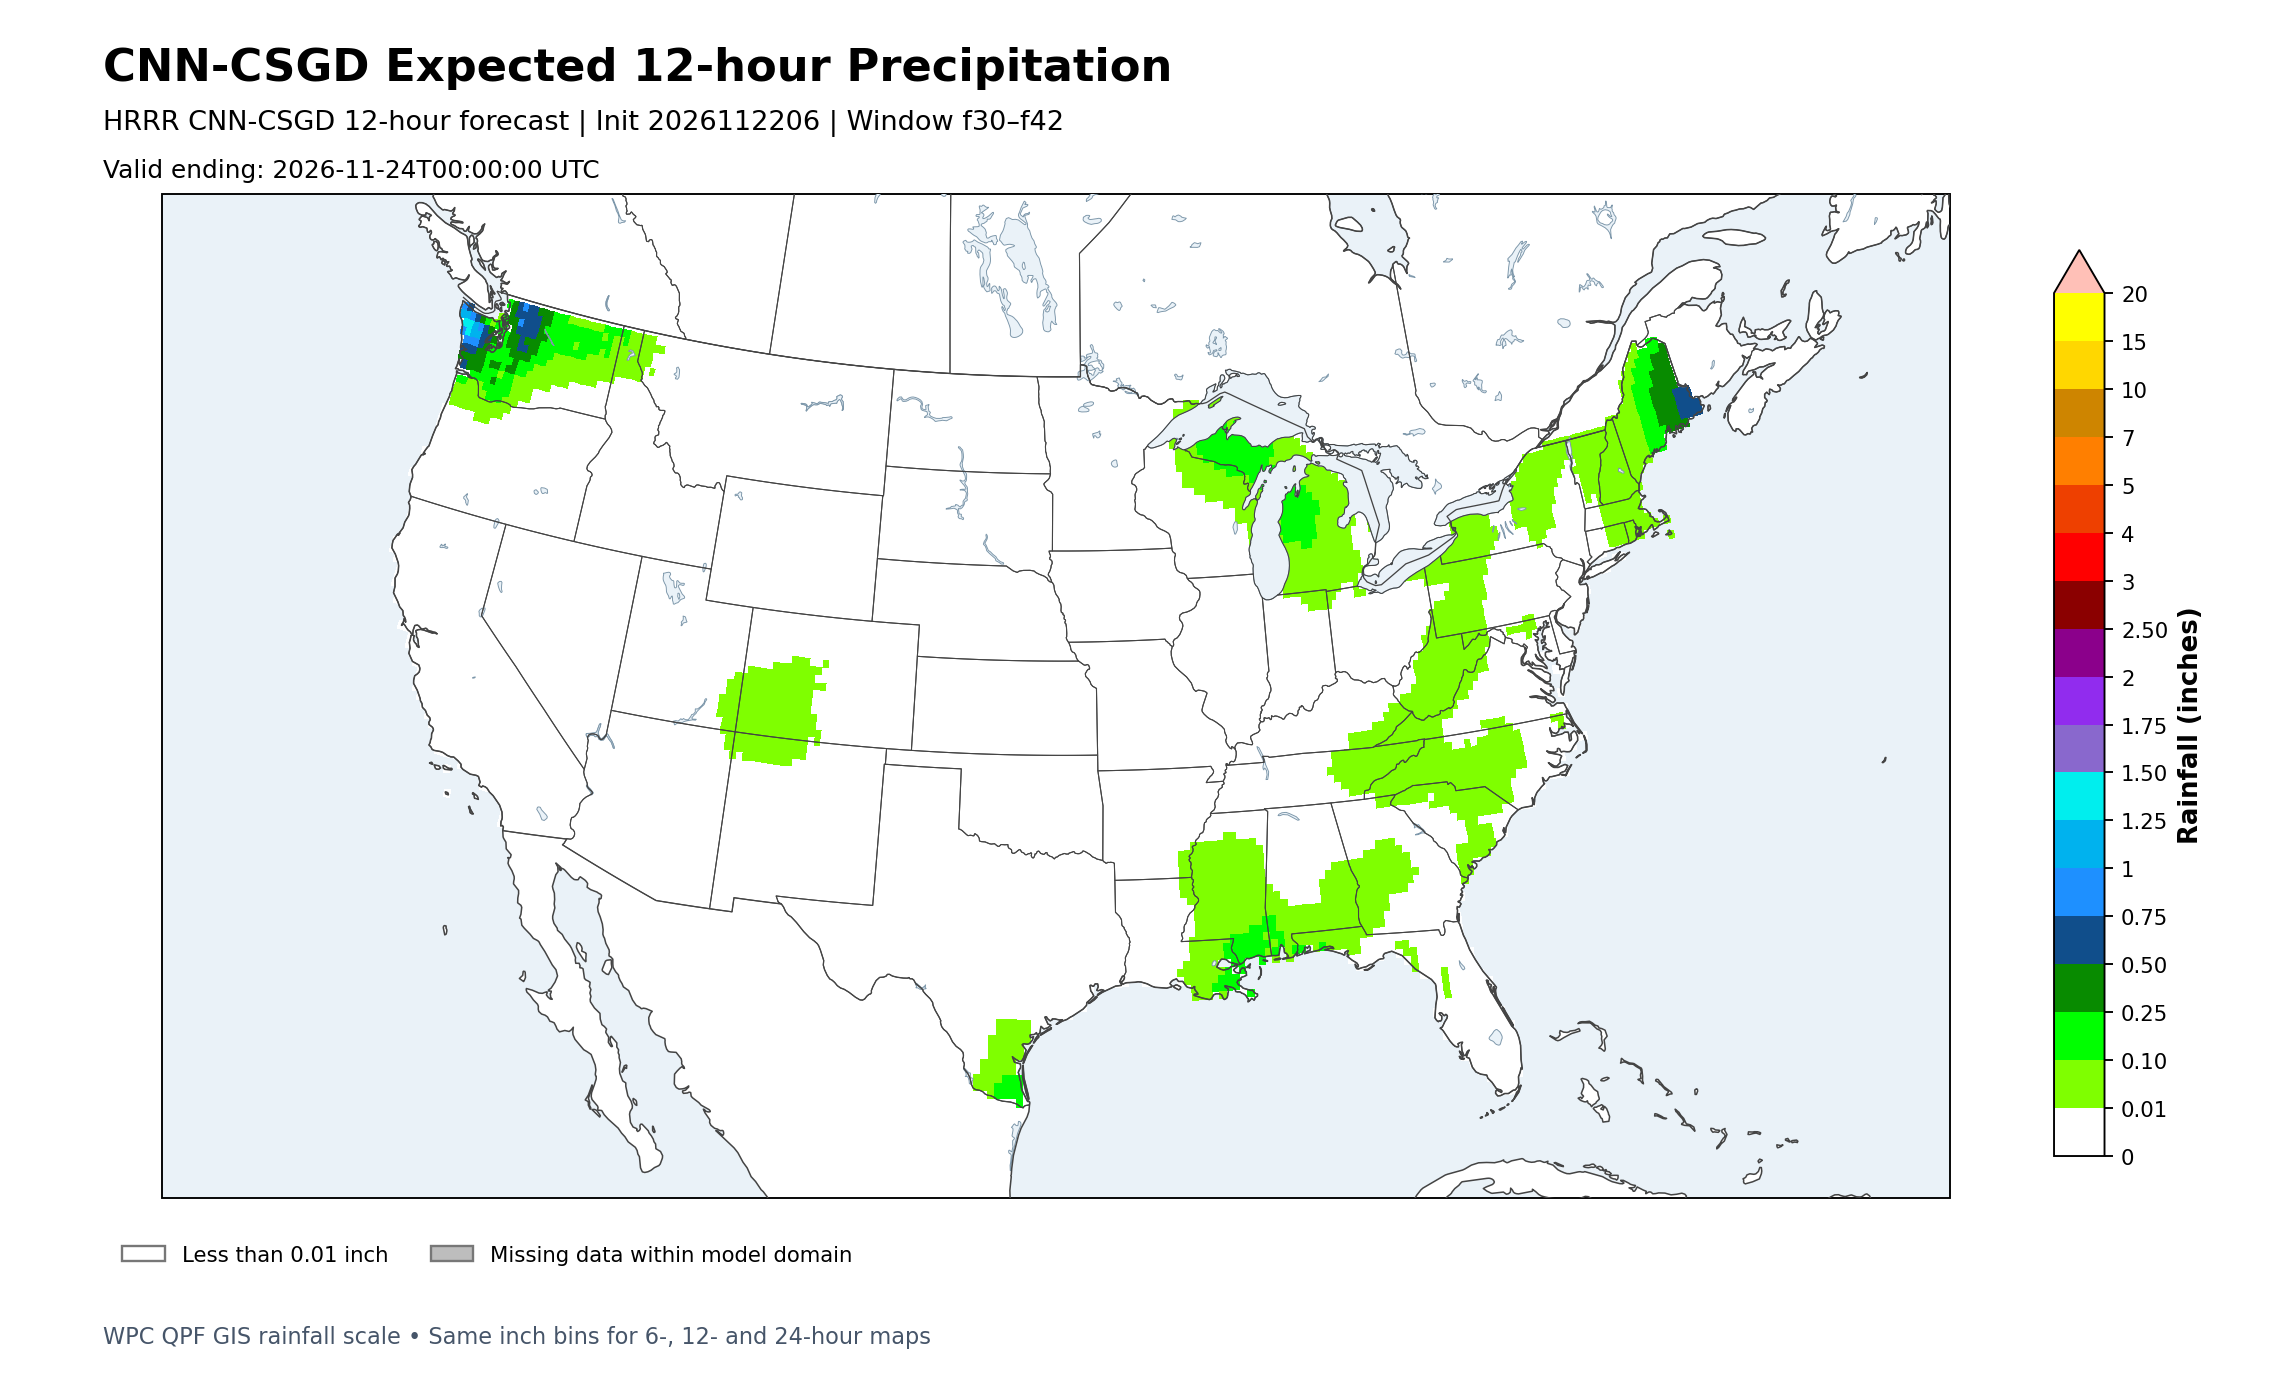 CNN-CSGD Expected 12-hour Precipitation
HRRR CNN-CSGD 12-hour forecast | Init 2026112206 | Window f30–f42
Valid ending: 2026-11-24T00:00:00 UTC
20
15
10
7
5
4
3
2.50
2
1.75
1.50
1.25
1
0.75
0.50
0.25
0.10
0.01
0
Rainfall (inches)
Less than 0.01 inch
Missing data within model domain
WPC QPF GIS rainfall scale • Same inch bins for 6-, 12- and 24-hour maps